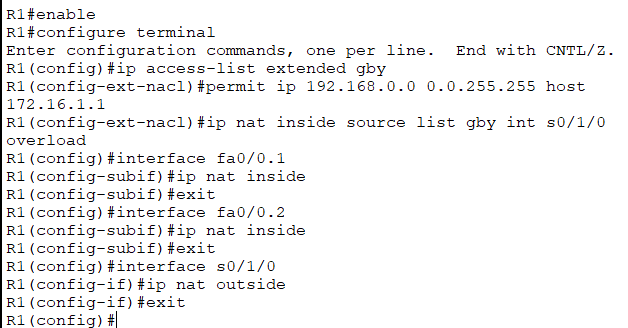 R1#enable
R1#configure terminal
Enter configuration commands, one per line.  End with CNTL/Z.
R1(config)#ip access-list extended gby
R1(config-ext-nacl)#permit ip 192.168.0.0 0.0.255.255 host
172.16.1.1
R1(config-ext-nacl)#ip nat inside source list gby int s0/1/0
overload
R1(config)#interface fa0/0.1
R1(config-subif)#ip nat inside
R1(config-subif)#exit
R1(config)#interface fa0/0.2
R1(config-subif)#ip nat inside
R1(config-subif)#exit
R1(config)#interface s0/1/0
R1(config-if)#ip nat outside
R1(config-if)#exit
R1(config)#